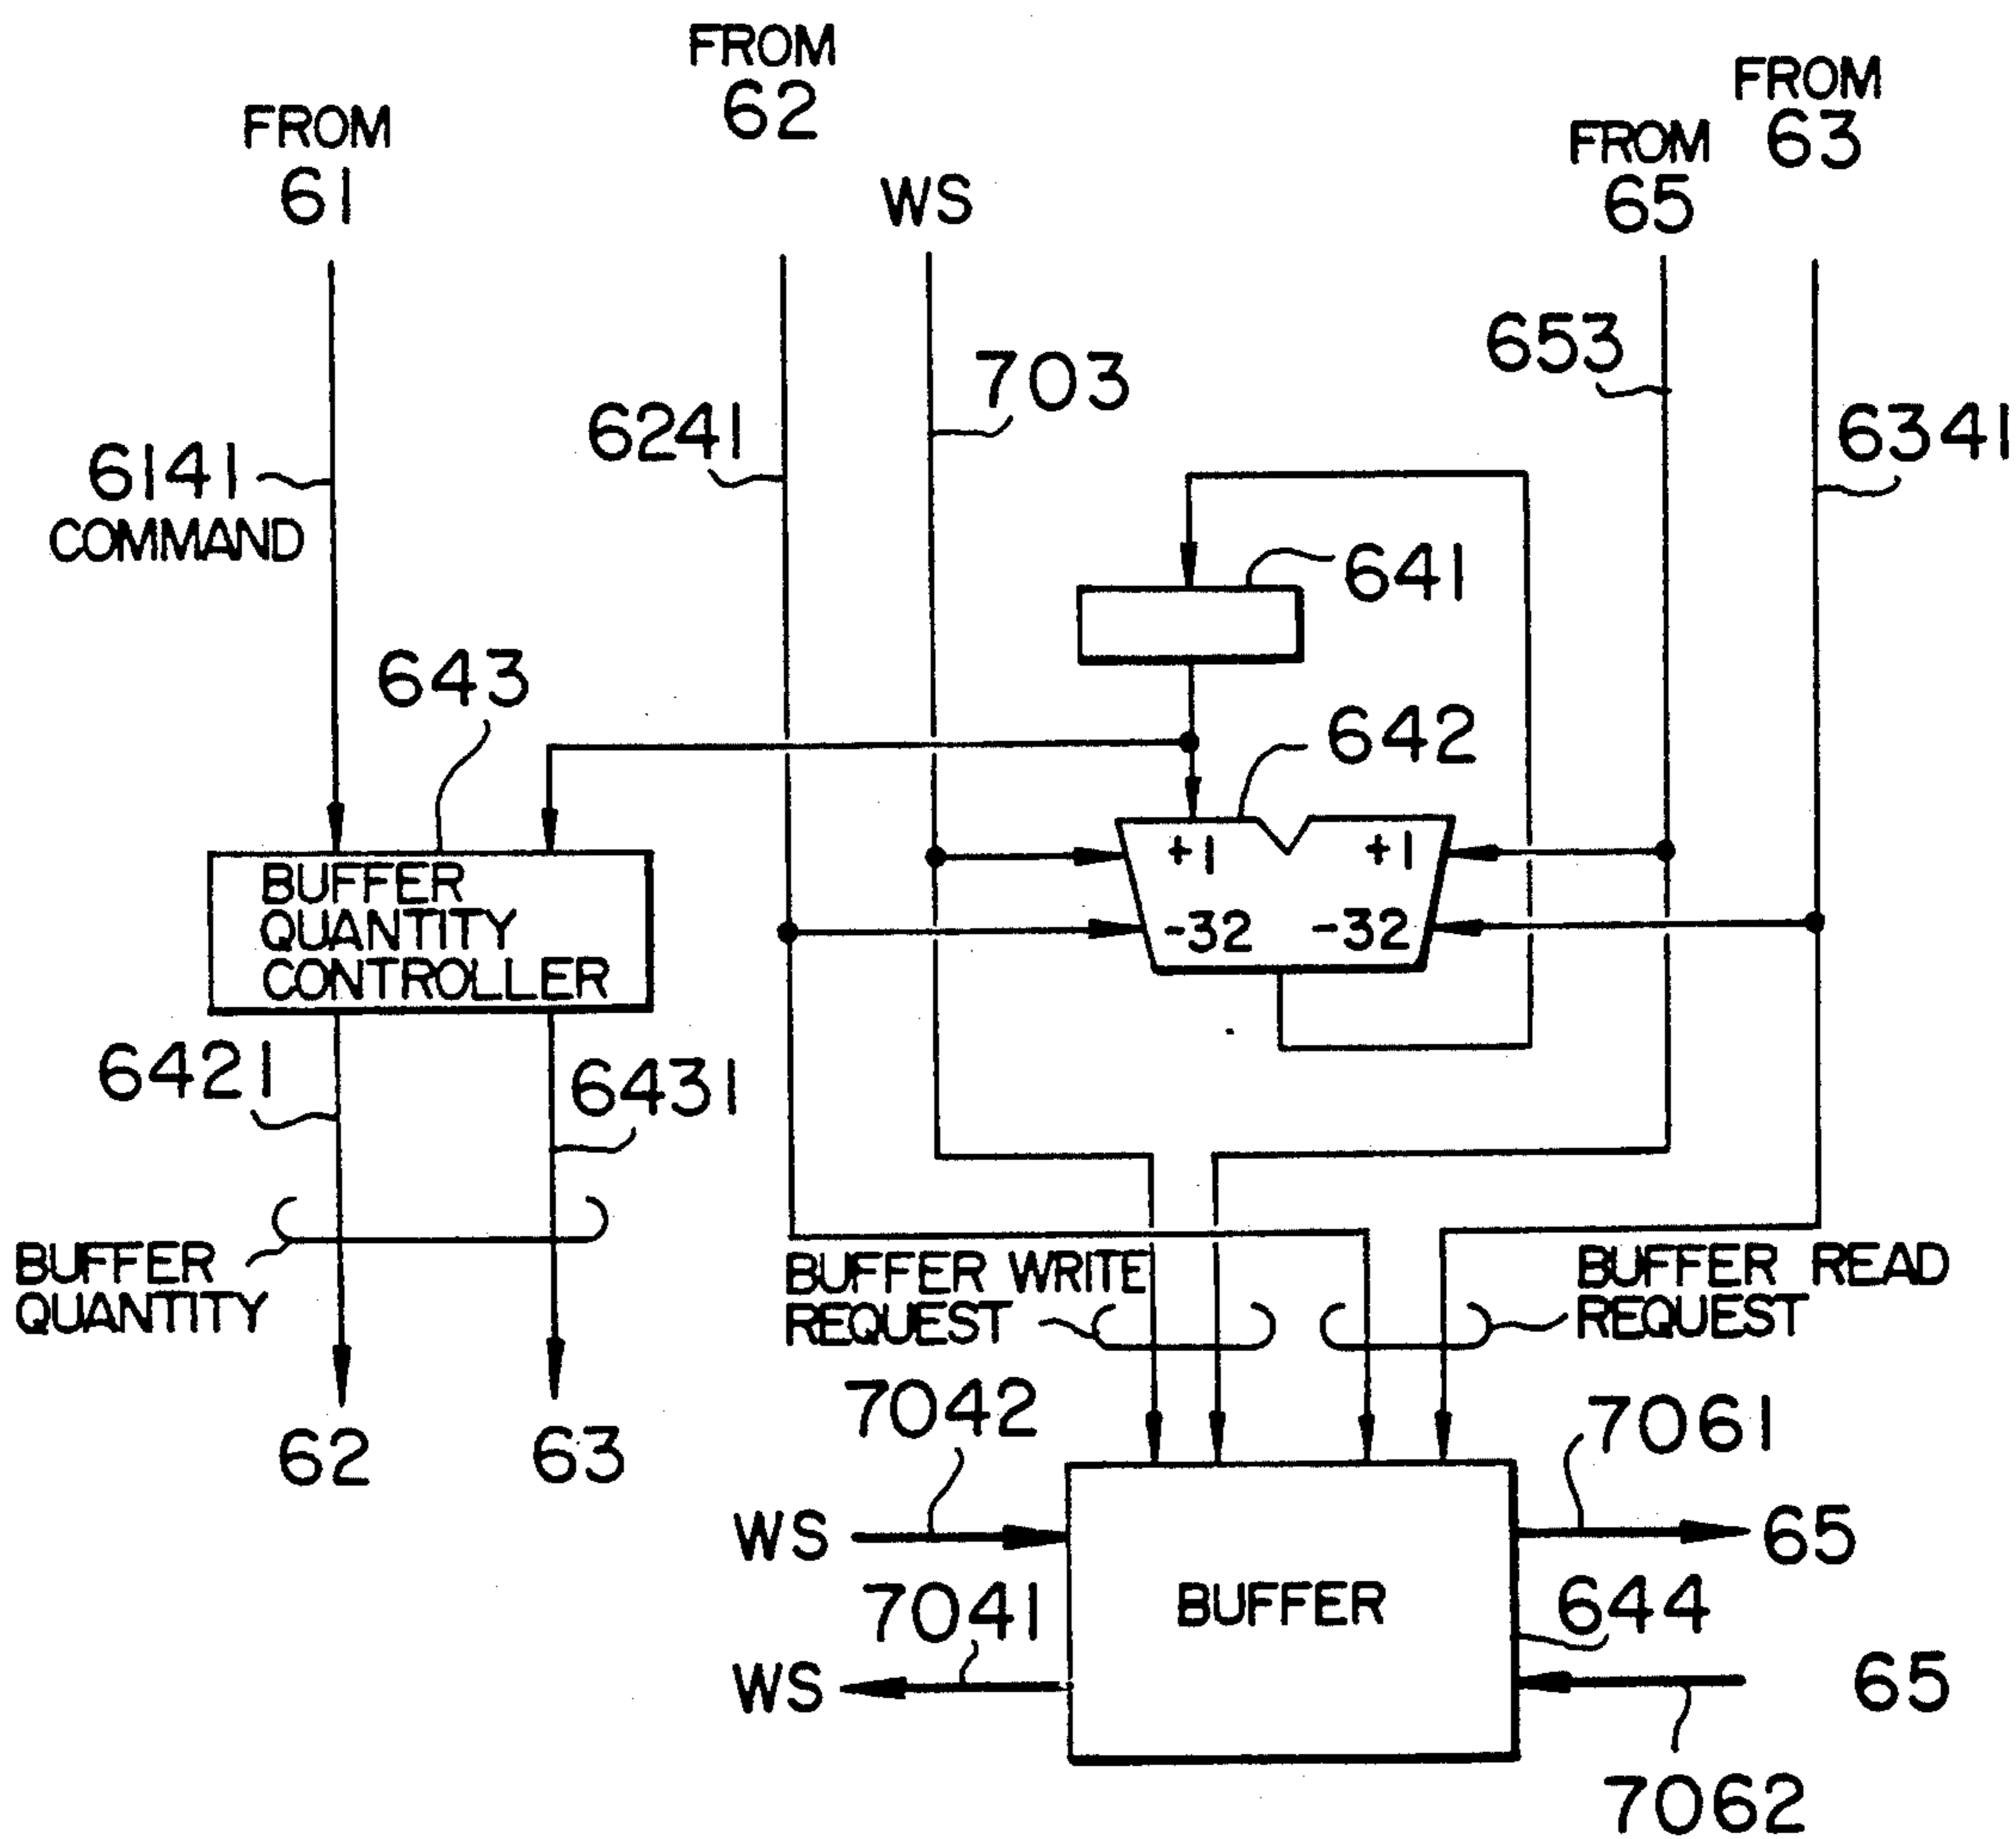 FROM
61
FROM
62
WS
FROM
65
FROM
63
703
653
6241
6341
6141
COMMAND
641
643
642
+1
+1
-32
-32
BUFFER
QUANTITY
CONTROLLER
6421
6431
BUFFER
QUANTITY
BUFFER WRITE
REQUEST
BUFFER READ
REQUEST
62
63
7042
7061
WS
65
7041
BUFFER
644
WS
65
7062